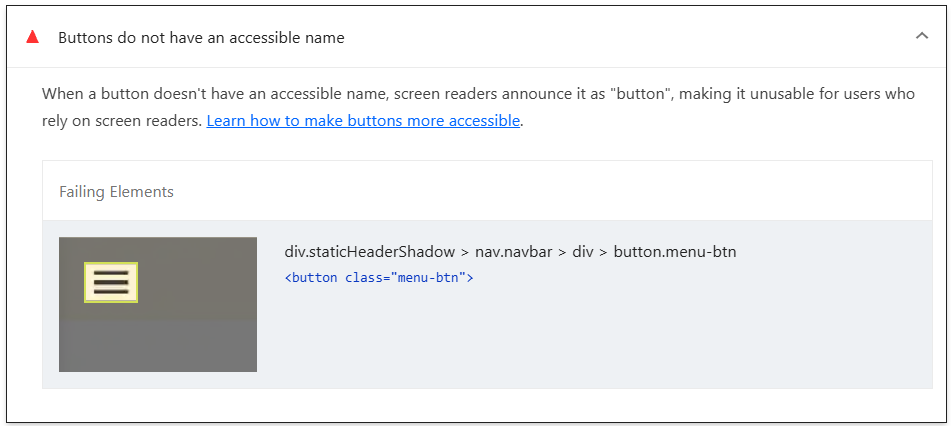 Buttons do not have an accessible name
When a button doesn't have an accessible name, screen readers announce it as "button", making it unusable for users who
rely on screen readers. Learn how to make buttons more accessible.
Failing Elements
div.staticHeaderShadow > nav.navbar > div > button.menu-btn
<button class="menu-btn">